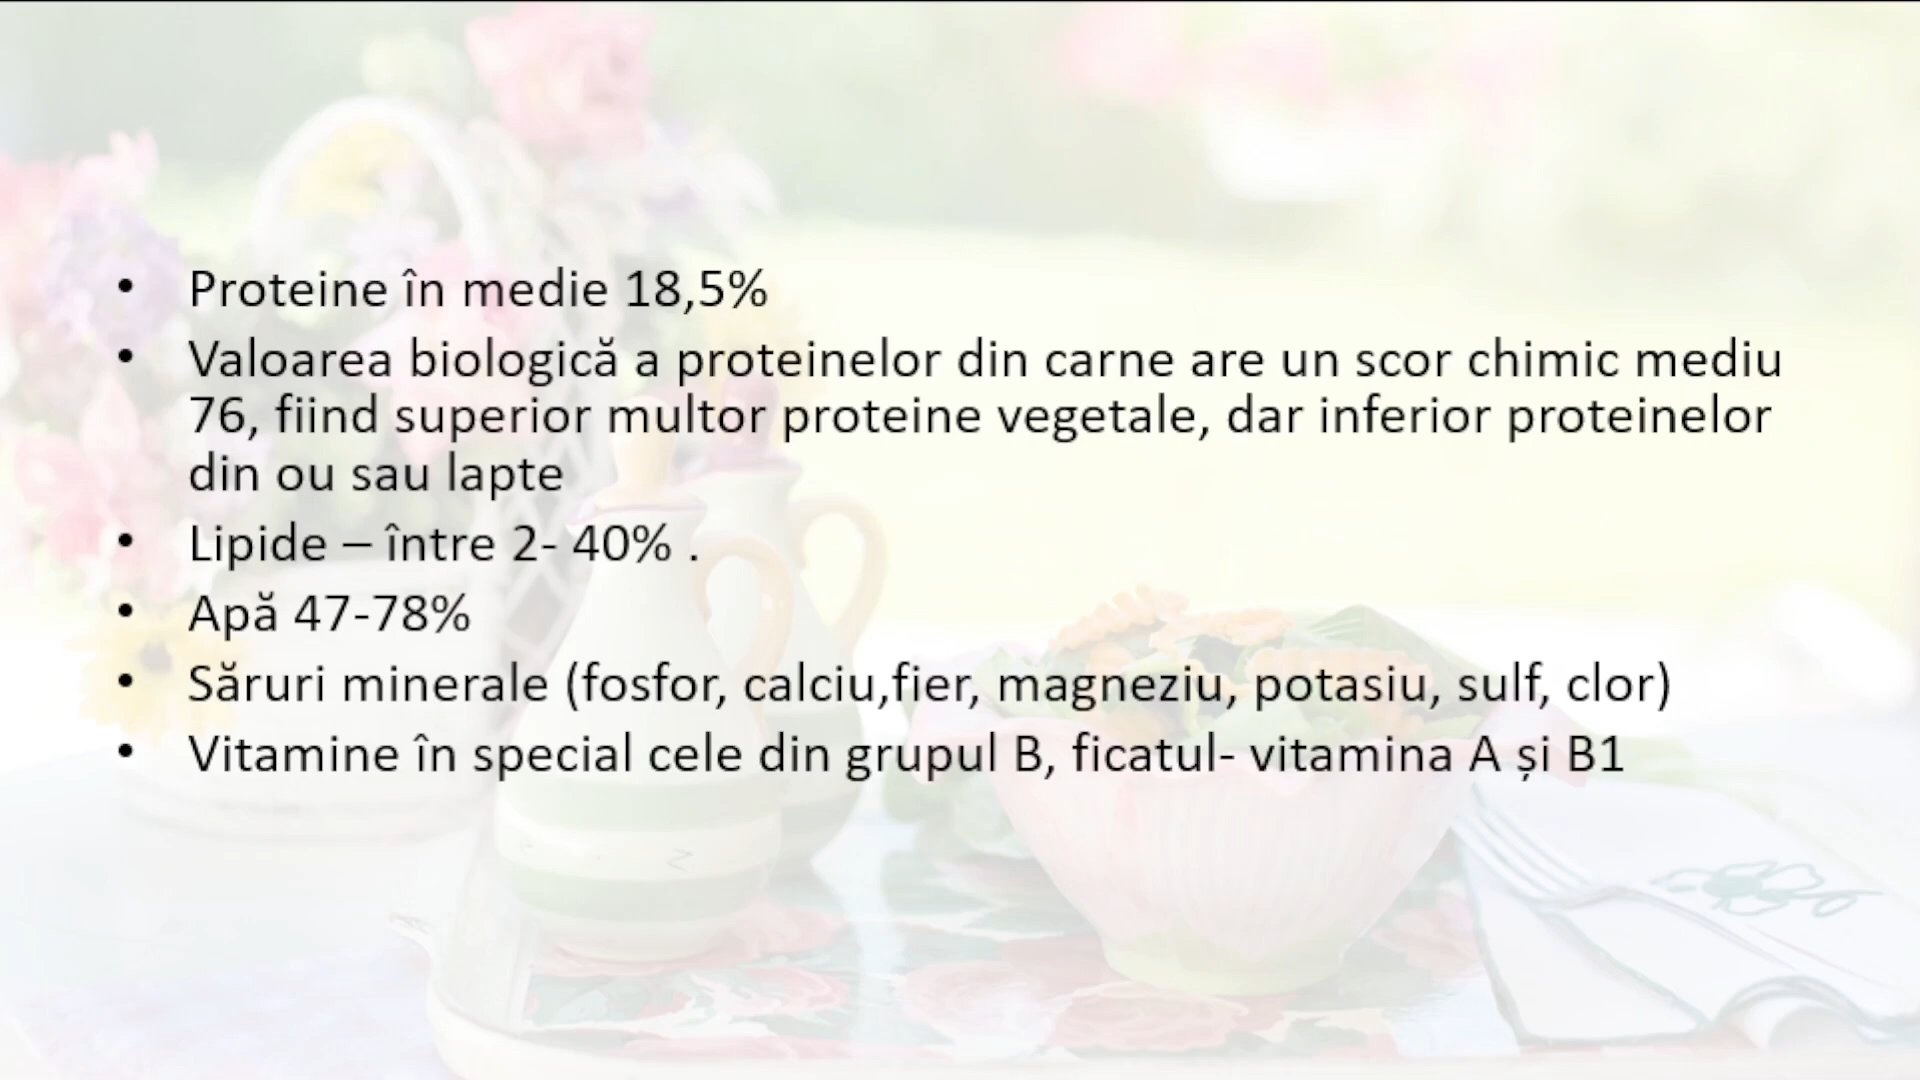 • Proteine în medie 18,5%
• Valoarea biologică a proteinelor din carne are un scor chimic mediu
76, fiind superior multor proteine vegetale, dar inferior proteinelor
din ou sau lapte
• Lipide – între 2- 40% .
• Apă 47-78%
• Săruri minerale (fosfor, calciu,fier, magneziu, potasiu, sulf, clor)
• Vitamine în special cele din grupul B, ficatul- vitamina A și B1